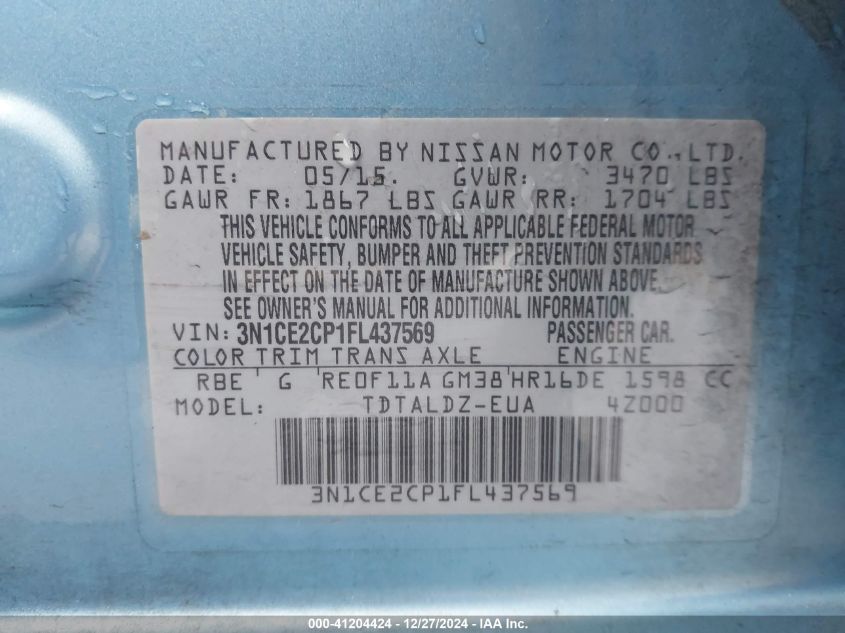 MANUFACTURED BY NISSAN MOTOR CO.,LTD.
DATE: 05/15. GVWR: 3470 LBS
GAWR FR: 1867 LBS GAWR RR: 1704 LBS
THIS VEHICLE CONFORMS TO ALL APPLICABLE FEDERAL MOTOR
VEHICLE SAFETY, BUMPER AND THEFT PREVENTION STANDARDS
IN EFFECT ON THE DATE OF MANUFACTURE SHOWN ABOVE.
SEE OWNER'S MANUAL FOR ADDITIONAL INFORMATION.
VIN: 3N1CE2CP1FL437569 PASSENGER CAR.
COLOR TRIM TRANS AXLE ENGINE
RBE G RE0F11A GM38 HR16DE 1598 CC
MODEL: TDTALDZ-EUA 4Z000
3N1CE2CP1FL437569
000-41204424 - 12/27/2024 - IAA Inc.